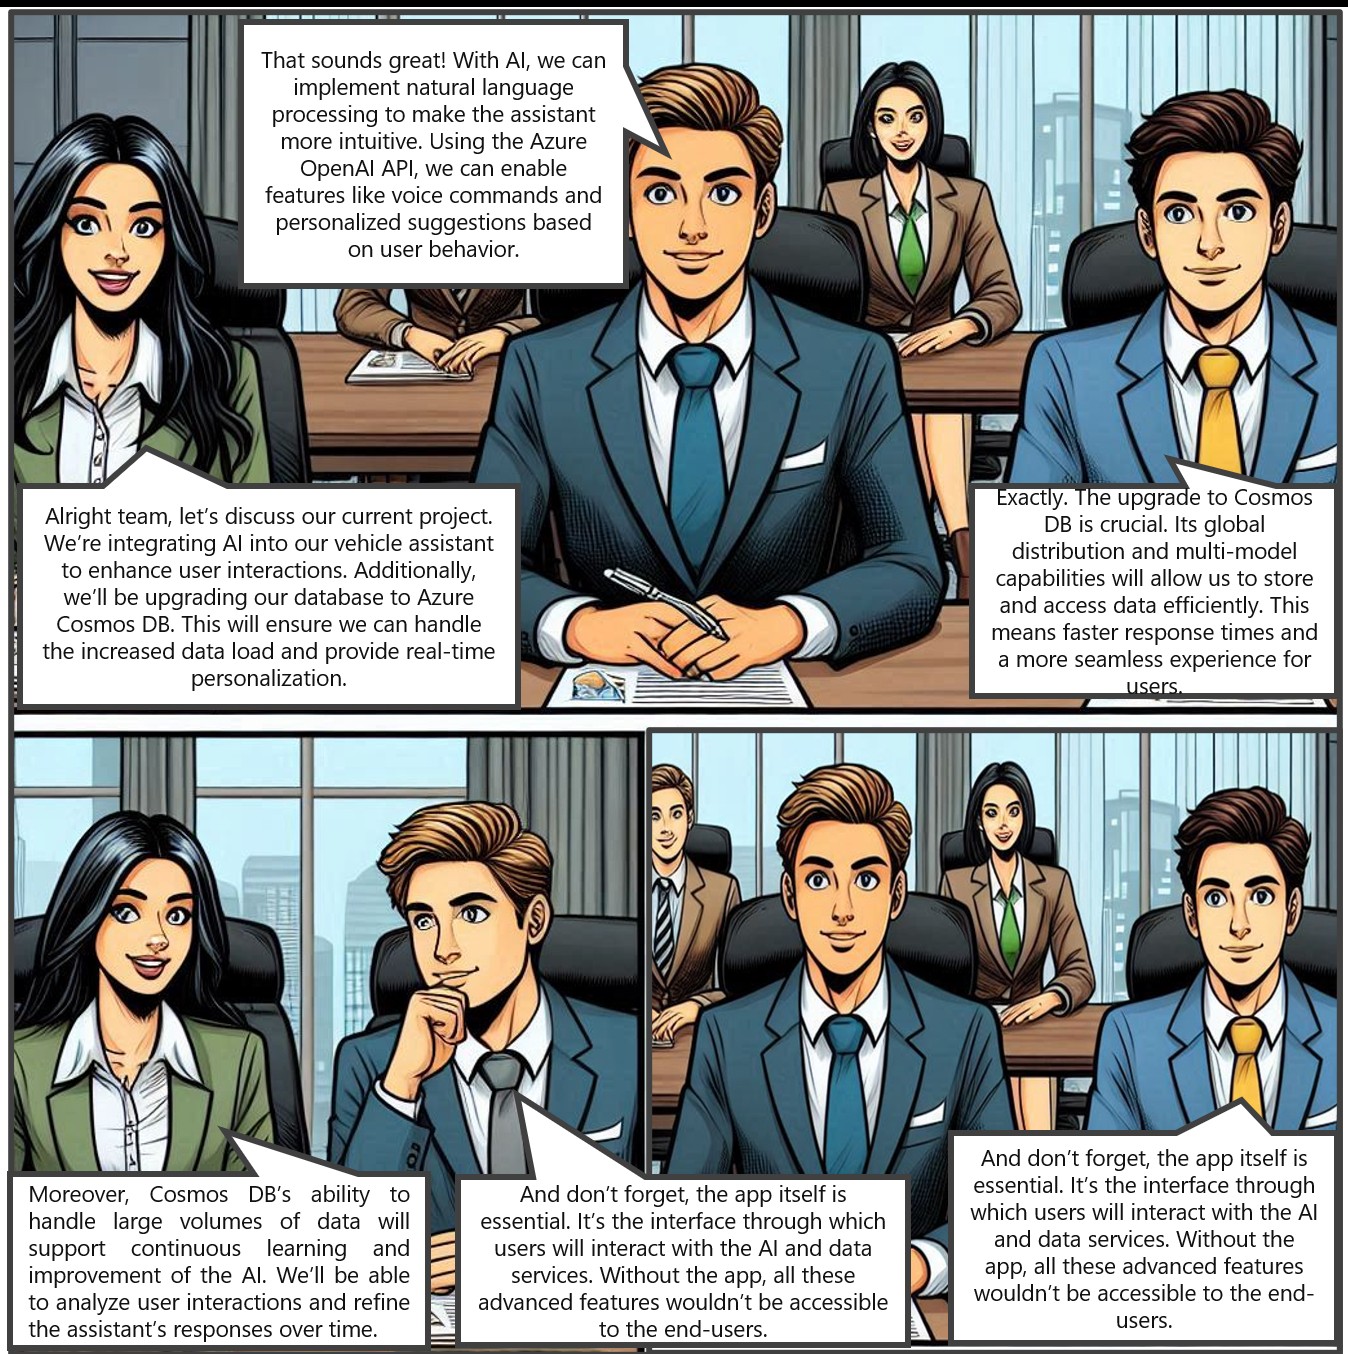 That sounds great! With AI, we can
implement natural language
processing to make the assistant
more intuitive. Using the Azure
OpenAI API, we can enable
features like voice commands and
personalized suggestions based
on user behavior.
Alright team, let’s discuss our current project.
We’re integrating AI into our vehicle assistant
to enhance user interactions. Additionally,
we’ll be upgrading our database to Azure
Cosmos DB. This will ensure we can handle
the increased data load and provide real-time
personalization.
Exactly. The upgrade to Cosmos
DB is crucial. Its global
distribution and multi-model
capabilities will allow us to store
and access data efficiently. This
means faster response times and
a more seamless experience for
users.
Moreover, Cosmos DB’s ability to
handle large volumes of data will
support continuous learning and
improvement of the AI. We’ll be able
to analyze user interactions and refine
the assistant’s responses over time.
And don’t forget, the app itself is
essential. It’s the interface through which
users will interact with the AI and data
services. Without the app, all these
advanced features wouldn’t be accessible
to the end-users.
And don’t forget, the app itself is
essential. It’s the interface through
which users will interact with the AI
and data services. Without the
app, all these advanced features
wouldn’t be accessible to the end-
users.